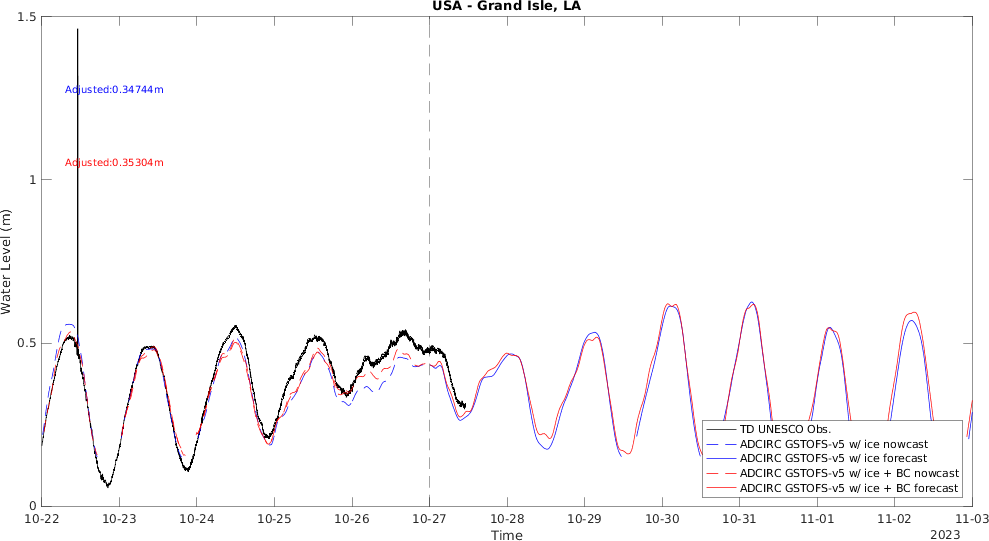 USA - Grand Isle, LA
1.5
Adjusted:0.34744m
Adjusted:0.35304m
1
Water Level (m)
0.5
TD UNESCO Obs.
ADCIRC GSTOFS-v5 w/ ice nowcast
ADCIRC GSTOFS-v5 w/ ice forecast
ADCIRC GSTOFS-v5 w/ ice + BC nowcast
ADCIRC GSTOFS-v5 w/ ice + BC forecast
0
10-22 10-23 10-24 10-25 10-26 10-27 10-28 10-29 10-30 10-31 11-01 11-02 11-03
Time
2023